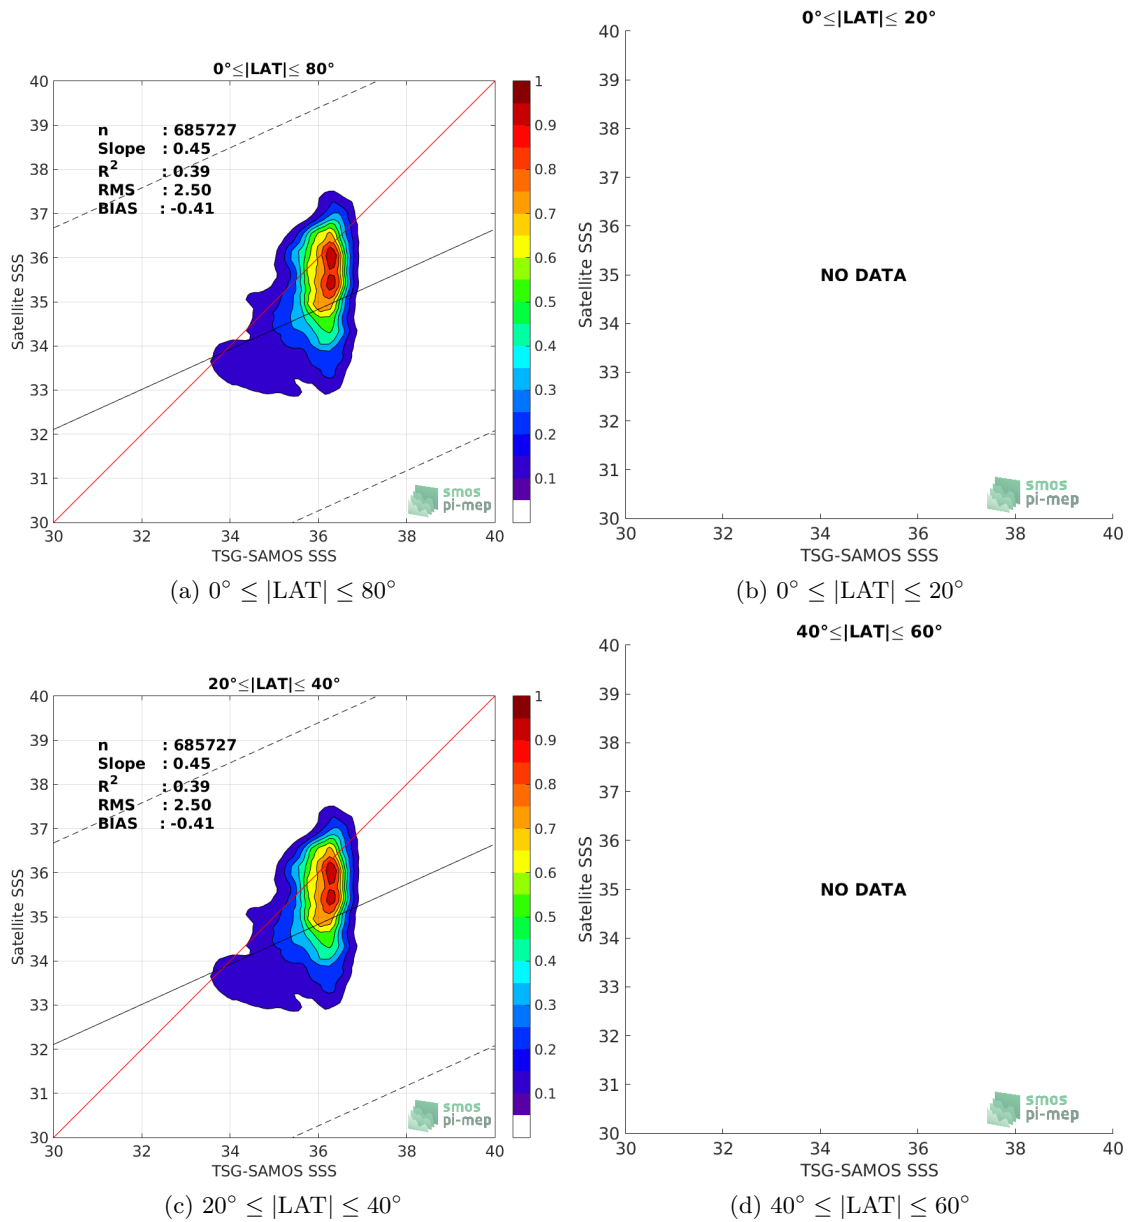 0°≤|LAT|≤ 80°
40
39
38
37
36
35
34
33
32
31
30
n : 685727
Slope : 0.45
R² : 0.39
RMS : 2.50
BIAS : -0.41
Satellite SSS
30 32 34 36 38 40
TSG-SAMOS SSS
1
0.9
0.8
0.7
0.6
0.5
0.4
0.3
0.2
0.1
smos
pi-mep
(a) 0° ≤ |LAT| ≤ 80°
0°≤|LAT|≤ 20°
40
39
38
37
36
35
34
33
32
31
30
Satellite SSS
NO DATA
smos
pi-mep
30 32 34 36 38 40
TSG-SAMOS SSS
(b) 0° ≤ |LAT| ≤ 20°
20°≤|LAT|≤ 40°
40
39
38
37
36
35
34
33
32
31
30
n : 685727
Slope : 0.45
R² : 0.39
RMS : 2.50
BIAS : -0.41
Satellite SSS
30 32 34 36 38 40
TSG-SAMOS SSS
1
0.9
0.8
0.7
0.6
0.5
0.4
0.3
0.2
0.1
smos
pi-mep
(c) 20° ≤ |LAT| ≤ 40°
40°≤|LAT|≤ 60°
40
39
38
37
36
35
34
33
32
31
30
Satellite SSS
NO DATA
smos
pi-mep
30 32 34 36 38 40
TSG-SAMOS SSS
(d) 40° ≤ |LAT| ≤ 60°